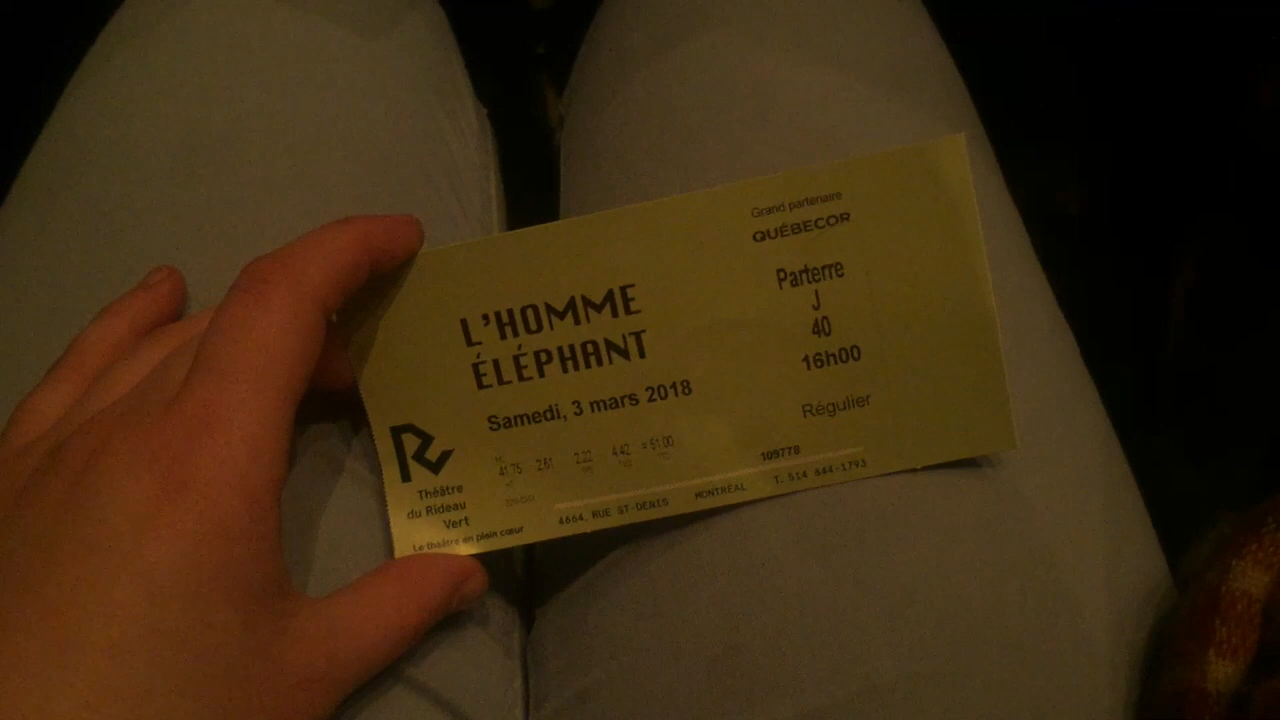 Grand partenaire
QUÉBECOR
L'HOMME
ÉLÉPHANT
Samedi, 3 mars 2018
Parterre
J
40
16h00
Régulier
41.75 2.61 2.22 4.42 = 51.00
109778
Théâtre
du Rideau
Vert
Le théâtre en plein cœur
4664, RUE ST-DENIS MONTRÉAL T. 514 844-1793